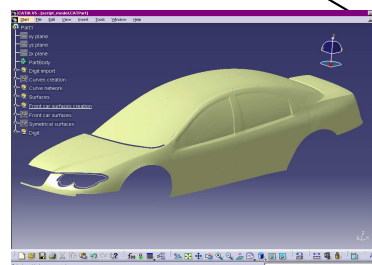 CATIA V5 - [script_model.CATPart]
Start File Edit View Insert Tools Window Help
Part1
xy plane
yz plane
zx plane
PartBody
Digit import
Curves creation
Curve network
Surfaces
Front car surfaces creation
Front car surfaces
Symetrical surfaces
Digit